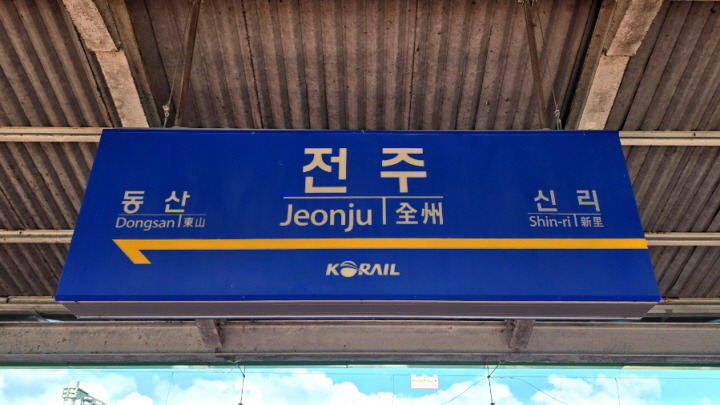 전 주
Jeonju 全州
동 산
Dongsan 東山
신 리
Shin-ri 新里
KORAIL